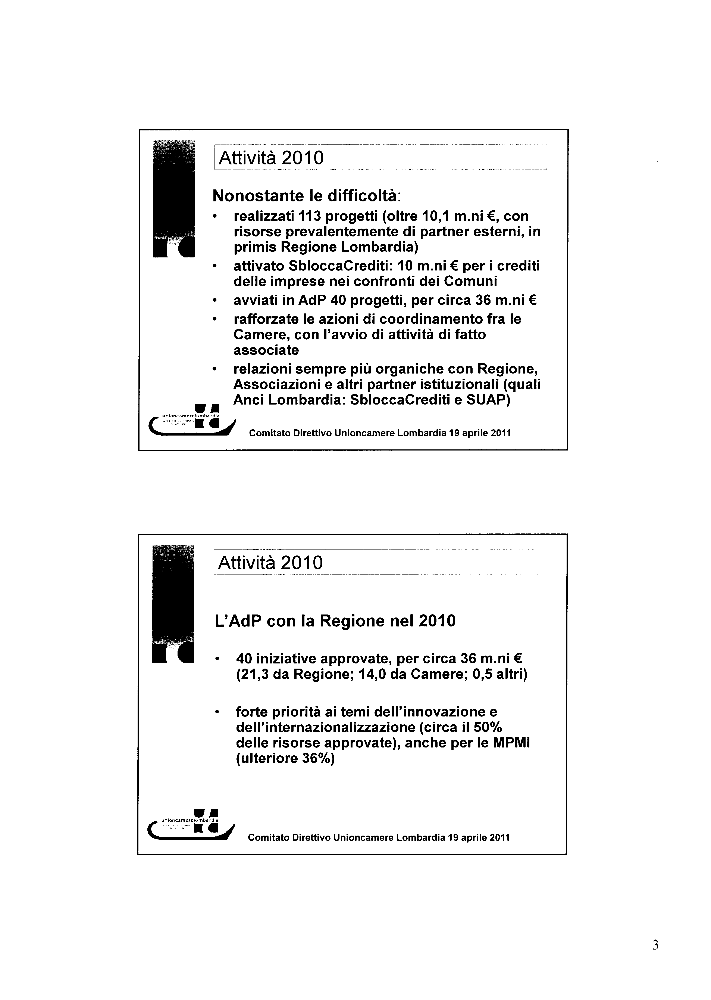 Attività 2010
Nonostante le difficoltà:
• realizzati 113 progetti (oltre 10,1 m.ni €, con
risorse prevalentemente di partner esterni, in
primis Regione Lombardia)
• attivato SbloccaCrediti: 10 m.ni € per i crediti
delle imprese nei confronti dei Comuni
• avviati in AdP 40 progetti, per circa 36 m.ni €
• rafforzate le azioni di coordinamento fra le
Camere, con l'avvio di attività di fatto
associate
• relazioni sempre più organiche con Regione,
Associazioni e altri partner istituzionali (quali
Anci Lombardia: SbloccaCrediti e SUAP)
unioncamerelombardia
Comitato Direttivo Unioncamere Lombardia 19 aprile 2011
Attività 2010
L'AdP con la Regione nel 2010
• 40 iniziative approvate, per circa 36 m.ni €
(21,3 da Regione; 14,0 da Camere; 0,5 altri)
• forte priorità ai temi dell'innovazione e
dell'internazionalizzazione (circa il 50%
delle risorse approvate), anche per le MPMI
(ulteriore 36%)
unioncamerelombardia
Comitato Direttivo Unioncamere Lombardia 19 aprile 2011
3